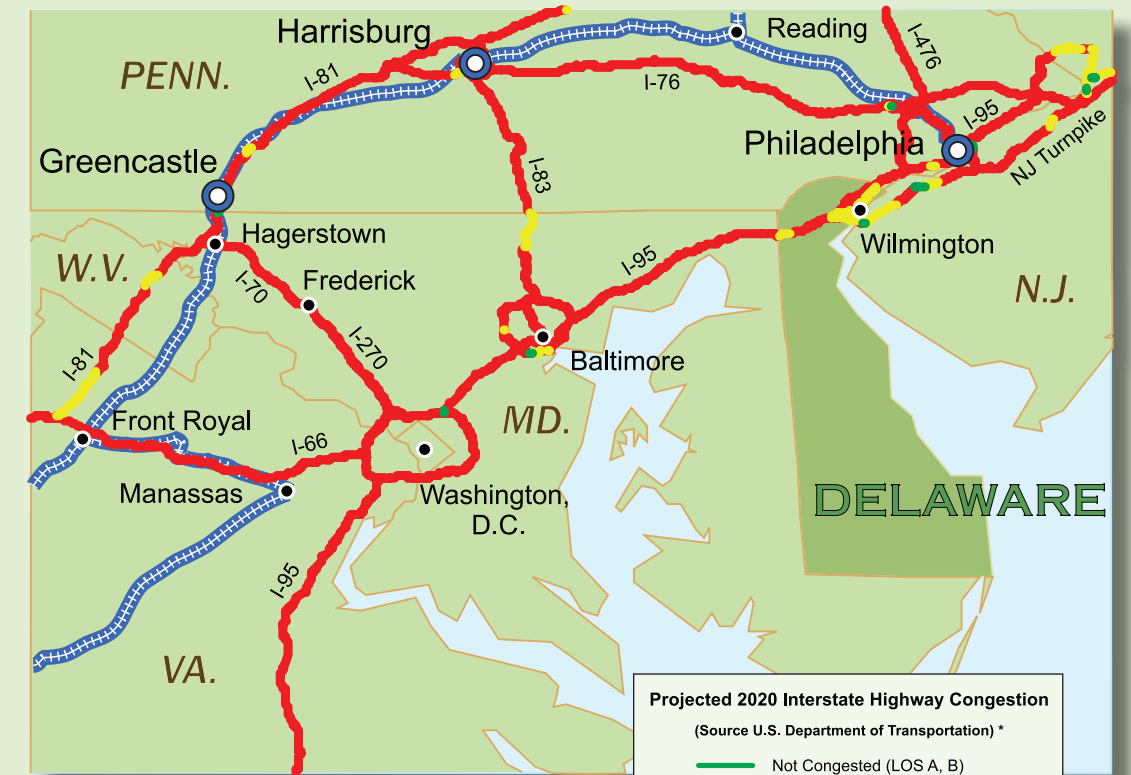 Harrisburg
Reading
PENN.
I-81
I-76
I-476
I-95
Philadelphia
NJ Turnpike
Greencastle
I-83
Hagerstown
Wilmington
W.V.
I-70
Frederick
I-95
N.J.
I-270
Baltimore
I-81
Front Royal
MD.
I-66
Manassas
Washington,
D.C.
DELAWARE
I-95
VA.
Projected 2020 Interstate Highway Congestion
(Source U.S. Department of Transportation) *
Not Congested (LOS A, B)